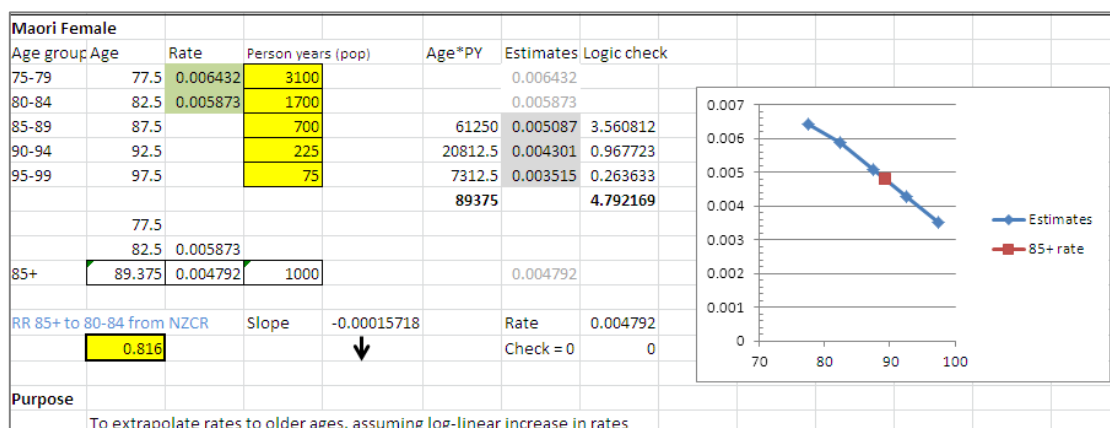 Maori Female
Age group Age Rate Person years (pop) Age*PY Estimates Logic check
75-79 77.5 0.006432 3100 0.006432
80-84 82.5 0.005873 1700 0.005873
85-89 87.5 700 61250 0.005087 3.560812
90-94 92.5 225 20812.5 0.004301 0.967723
95-99 97.5 75 7312.5 0.003515 0.263633
89375 4.792169
77.5
82.5 0.005873
85+ 89.375 0.004792 1000 0.004792
RR 85+ to 80-84 from NZCR Slope -0.00015718 Rate 0.004792
0.816 Check = 0 0
Purpose
To extrapolate rates to older ages, assuming log-linear increase in rates
0.007
0.006
0.005
0.004
0.003
0.002
0.001
0
70 80 90 100
Estimates
85+ rate